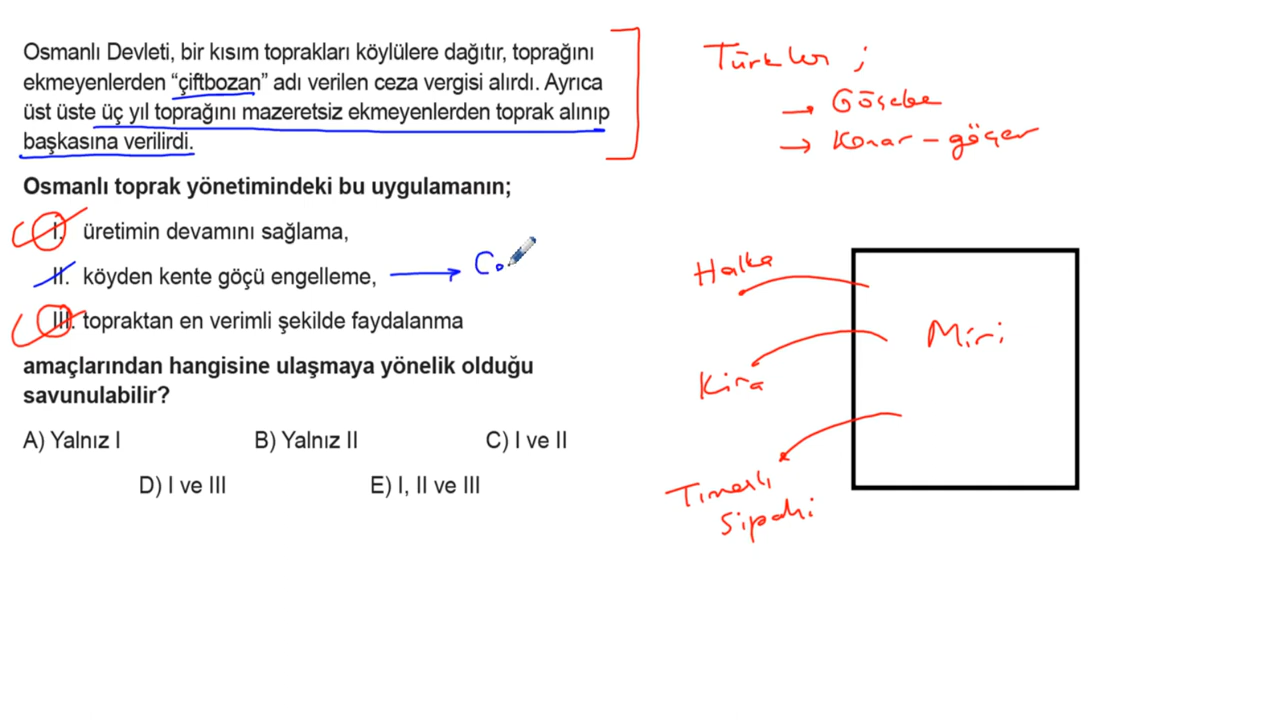 Osmanlı Devleti, bir kısım toprakları köylülere dağıtır, toprağını
ekmeyenlerden “çiftbozan” adı verilen ceza vergisi alırdı. Ayrıca
üst üste üç yıl toprağını mazeretsiz ekmeyenlerden toprak alınıp
başkasına verilirdi.
Osmanlı toprak yönetimindeki bu uygulamanın;
I. üretimin devamını sağlama,
II. köyden kente göçü engelleme,
Co
III. topraktan en verimli şekilde faydalanma
amaçlarından hangisine ulaşmaya yönelik olduğu
savunulabilir?
A) Yalnız I B) Yalnız II C) I ve II
D) I ve III E) I, II ve III
Türkler ;
→ Göçebe
→ Konar - göçer
Halka
Miri
Kira
Tımarlı
Sipahi